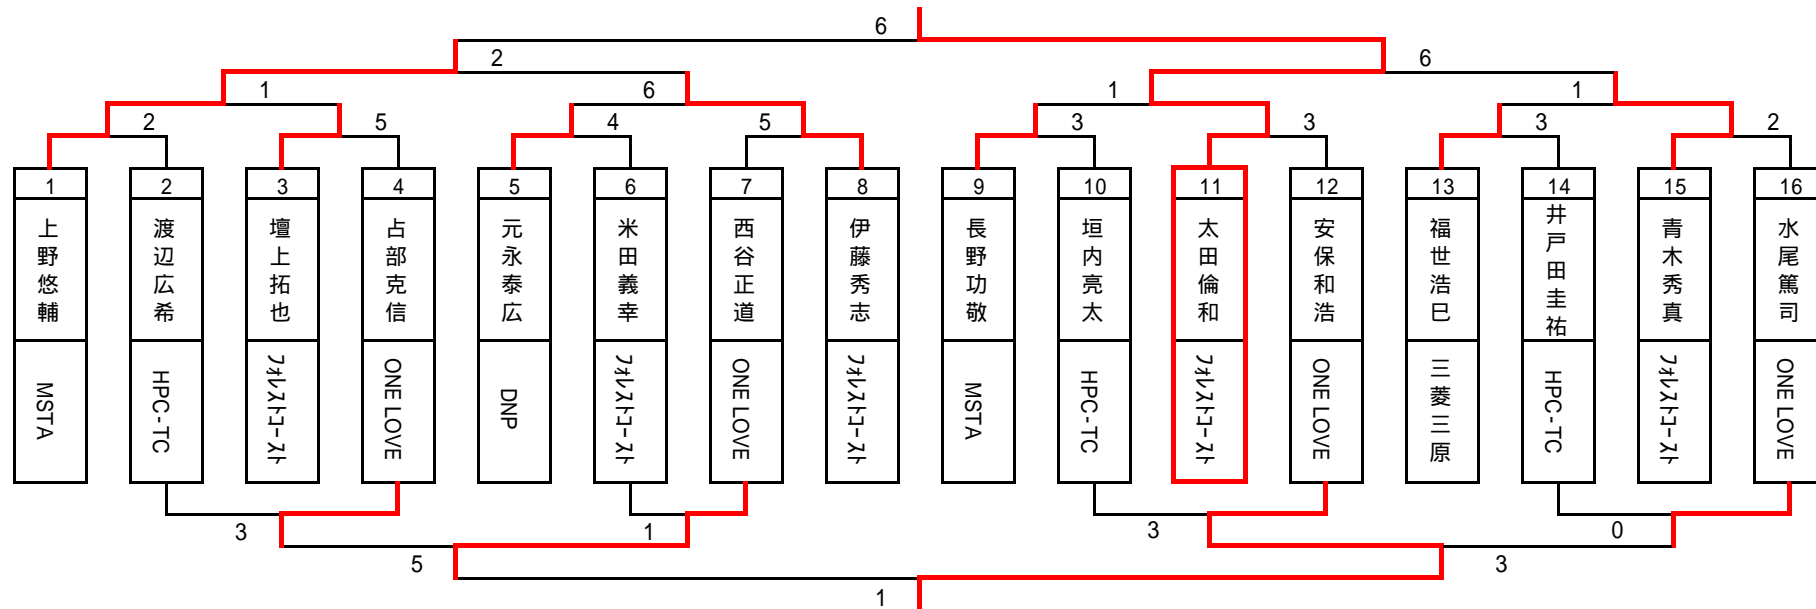 6
2
6
1
6
1
1
2
5
4
5
3
3
3
2
1
2
3
4
5
6
7
8
9
10
11
12
13
14
15
16
上野悠輔
渡辺広希
壇上拓也
占部克信
元永泰広
米田義幸
西谷正道
伊藤秀志
長野功敬
垣内亮太
太田倫和
安保和浩
福世浩巳
井戸田圭祐
青木秀真
水尾篤司
MSTA
HPC-TC
フォレストコースト
ONE LOVE
DNP
フォレストコースト
ONE LOVE
フォレストコースト
MSTA
HPC-TC
フォレストコースト
ONE LOVE
三菱三原
HPC-TC
フォレストコースト
ONE LOVE
3
1
3
0
5
3
1